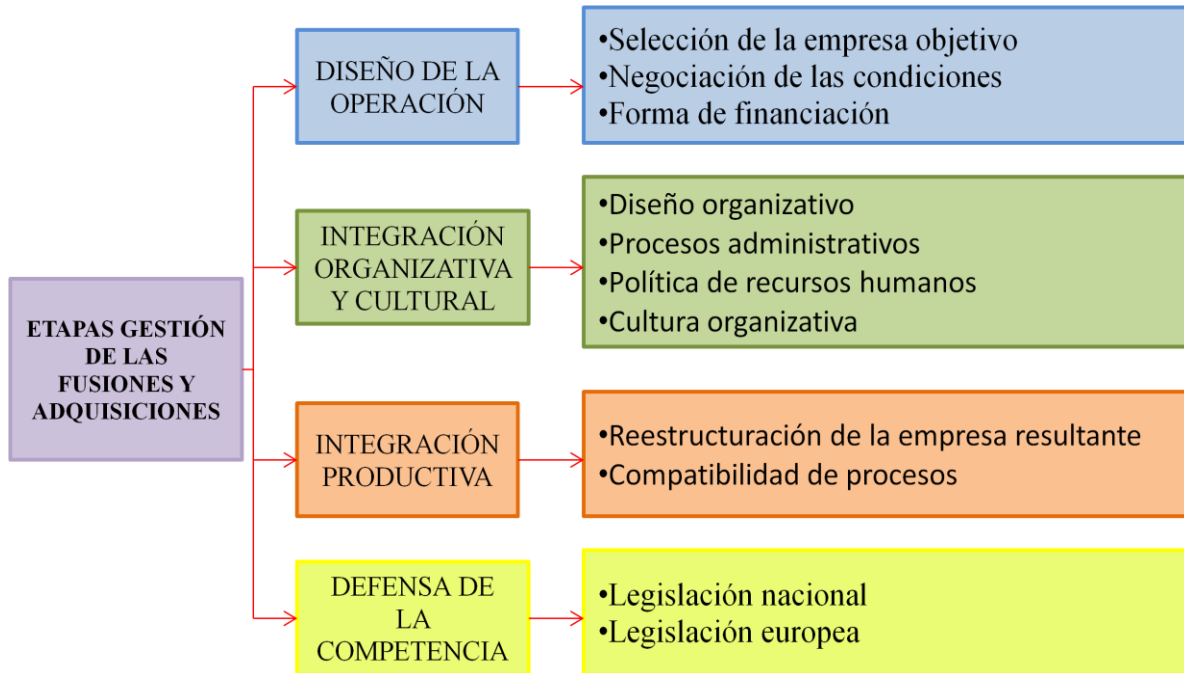 ETAPAS GESTIÓN
DE LAS
FUSIONES Y
ADQUISICIONES
DISEÑO DE LA
OPERACIÓN
•Selección de la empresa objetivo
•Negociación de las condiciones
•Forma de financiación
INTEGRACIÓN
ORGANIZATIVA
Y CULTURAL
•Diseño organizativo
•Procesos administrativos
•Política de recursos humanos
•Cultura organizativa
INTEGRACIÓN
PRODUCTIVA
•Reestructuración de la empresa resultante
•Compatibilidad de procesos
DEFENSA DE
LA
COMPETENCIA
•Legislación nacional
•Legislación europea